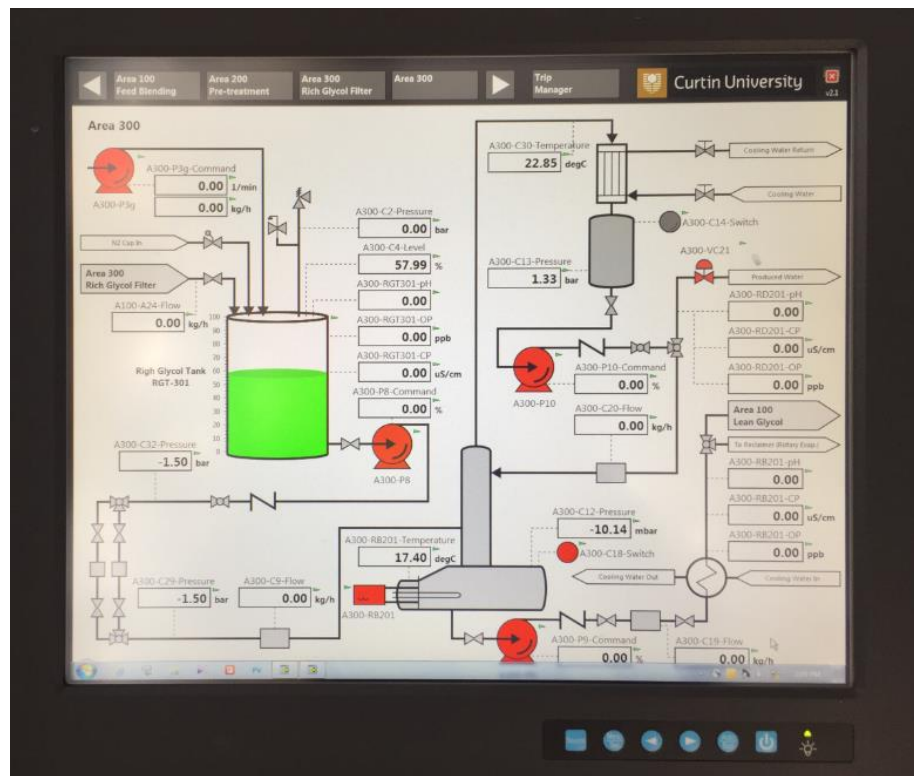 Area 100
Feed Blending
Area 200
Pre-treatment
Area 300
Rich Glycol Filter
Area 300
Trip
Manager
Curtin University
v2.1
Area 300
A300-P3g-Command
0.00 1/min
0.00 kg/h
A300-P3g
N2 Cap In
Area 300
Rich Glycol Filter
A100-A24-Flow
0.00 kg/h
A300-C2-Pressure
0.00 bar
A300-C4-Level
57.99 %
A300-RGT301-pH
0.00
A300-RGT301-OP
0.00 ppb
A300-RGT301-CP
0.00 uS/cm
A300-P8-Command
0.00 %
A300-P8
100
90
80
70
60
50
40
30
20
10
0
Righ Glycol Tank
RGT-301
A300-C32-Pressure
-1.50 bar
A300-C29-Pressure
-1.50 bar
A300-C9-Flow
0.00 kg/h
A300-C30-Temperature
22.85 degC
Cooling Water Return
Cooling Water
A300-C14-Switch
A300-C13-Pressure
1.33 bar
A300-VC21
Produced Water
A300-RD201-pH
0.00
A300-RD201-CP
0.00 uS/cm
A300-RD201-OP
0.00 ppb
A300-P10-Command
0.00 %
A300-P10
A300-C20-Flow
0.00 kg/h
Area 100
Lean Glycol
To Reclaimer (Rotary Evap.)
A300-RB201-pH
0.00
A300-RB201-CP
0.00 uS/cm
A300-RB201-OP
0.00 ppb
A300-C12-Pressure
-10.14 mbar
A300-C18-Switch
A300-RB201-Temperature
17.40 degC
A300-RB201
Cooling Water Out
Cooling Water In
A300-P9-Command
0.00 %
A300-C19-Flow
0.00 kg/h